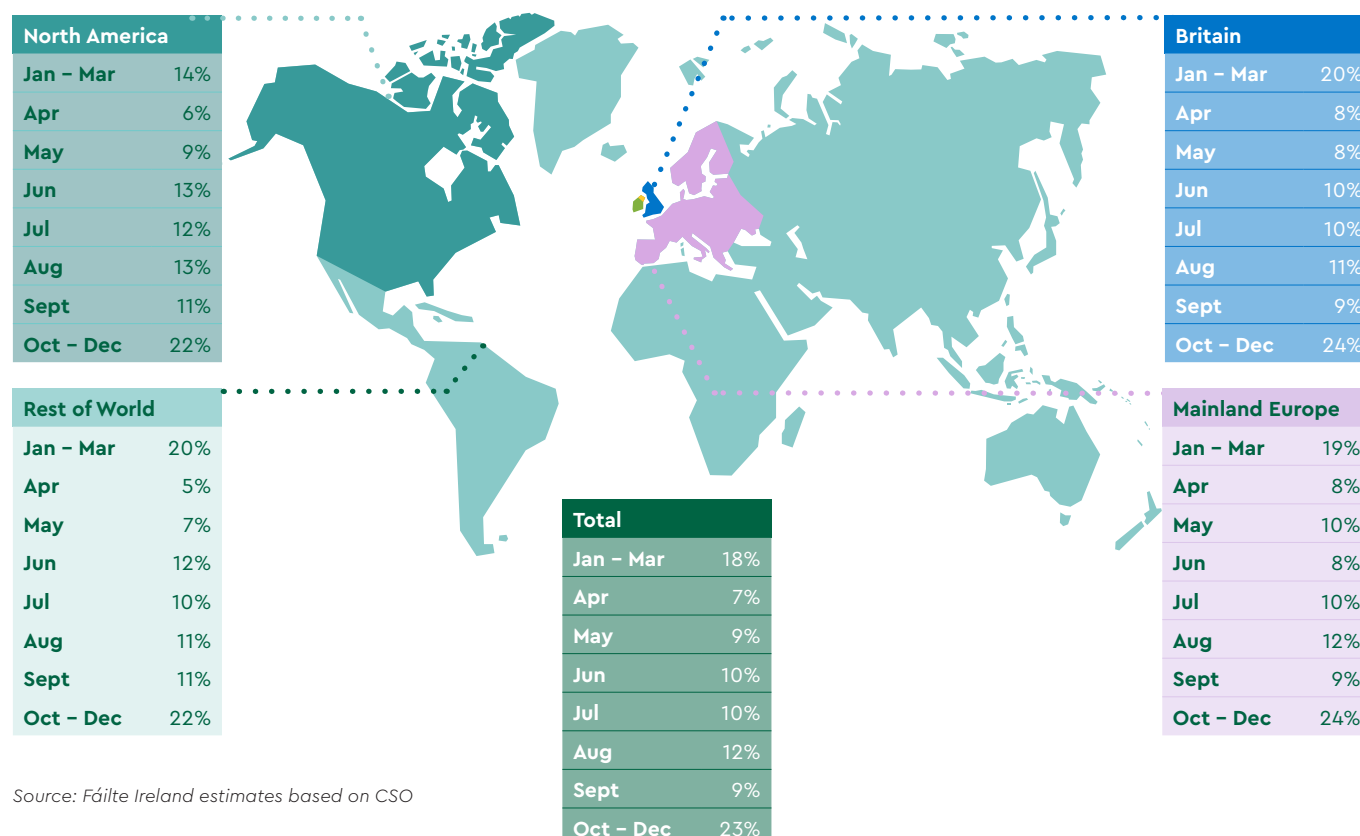 North America
Jan – Mar 14%
Apr 6%
May 9%
Jun 13%
Jul 12%
Aug 13%
Sept 11%
Oct – Dec 22%
Britain
Jan – Mar 20%
Apr 8%
May 8%
Jun 10%
Jul 10%
Aug 11%
Sept 9%
Oct – Dec 24%
Rest of World
Jan – Mar 20%
Apr 5%
May 7%
Jun 12%
Jul 10%
Aug 11%
Sept 11%
Oct – Dec 22%
Mainland Europe
Jan – Mar 19%
Apr 8%
May 10%
Jun 8%
Jul 10%
Aug 12%
Sept 9%
Oct – Dec 24%
Total
Jan – Mar 18%
Apr 7%
May 9%
Jun 10%
Jul 10%
Aug 12%
Sept 9%
Oct – Dec 23%
Source: Fáilte Ireland estimates based on CSO